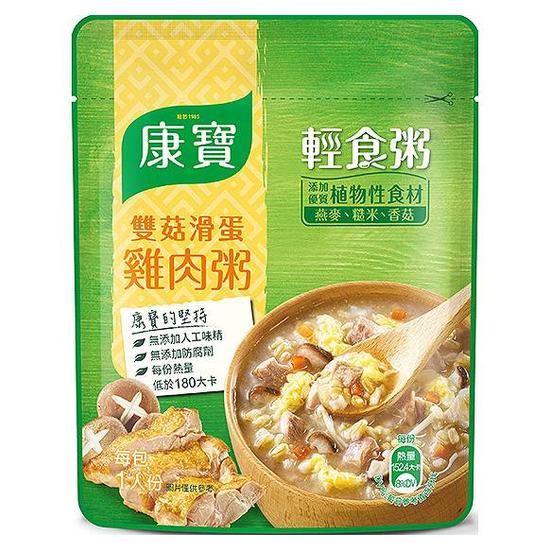 始於1985
康寶
輕食粥
添加
優質
植物性食材
燕麥、糙米、香菇
雙菇滑蛋
雞肉粥
康寶的堅持
無添加人工味精
無添加防腐劑
每份熱量
低於180大卡
每包
1人份
圖片僅供參考
每份
熱量
152.4大卡
8%DV